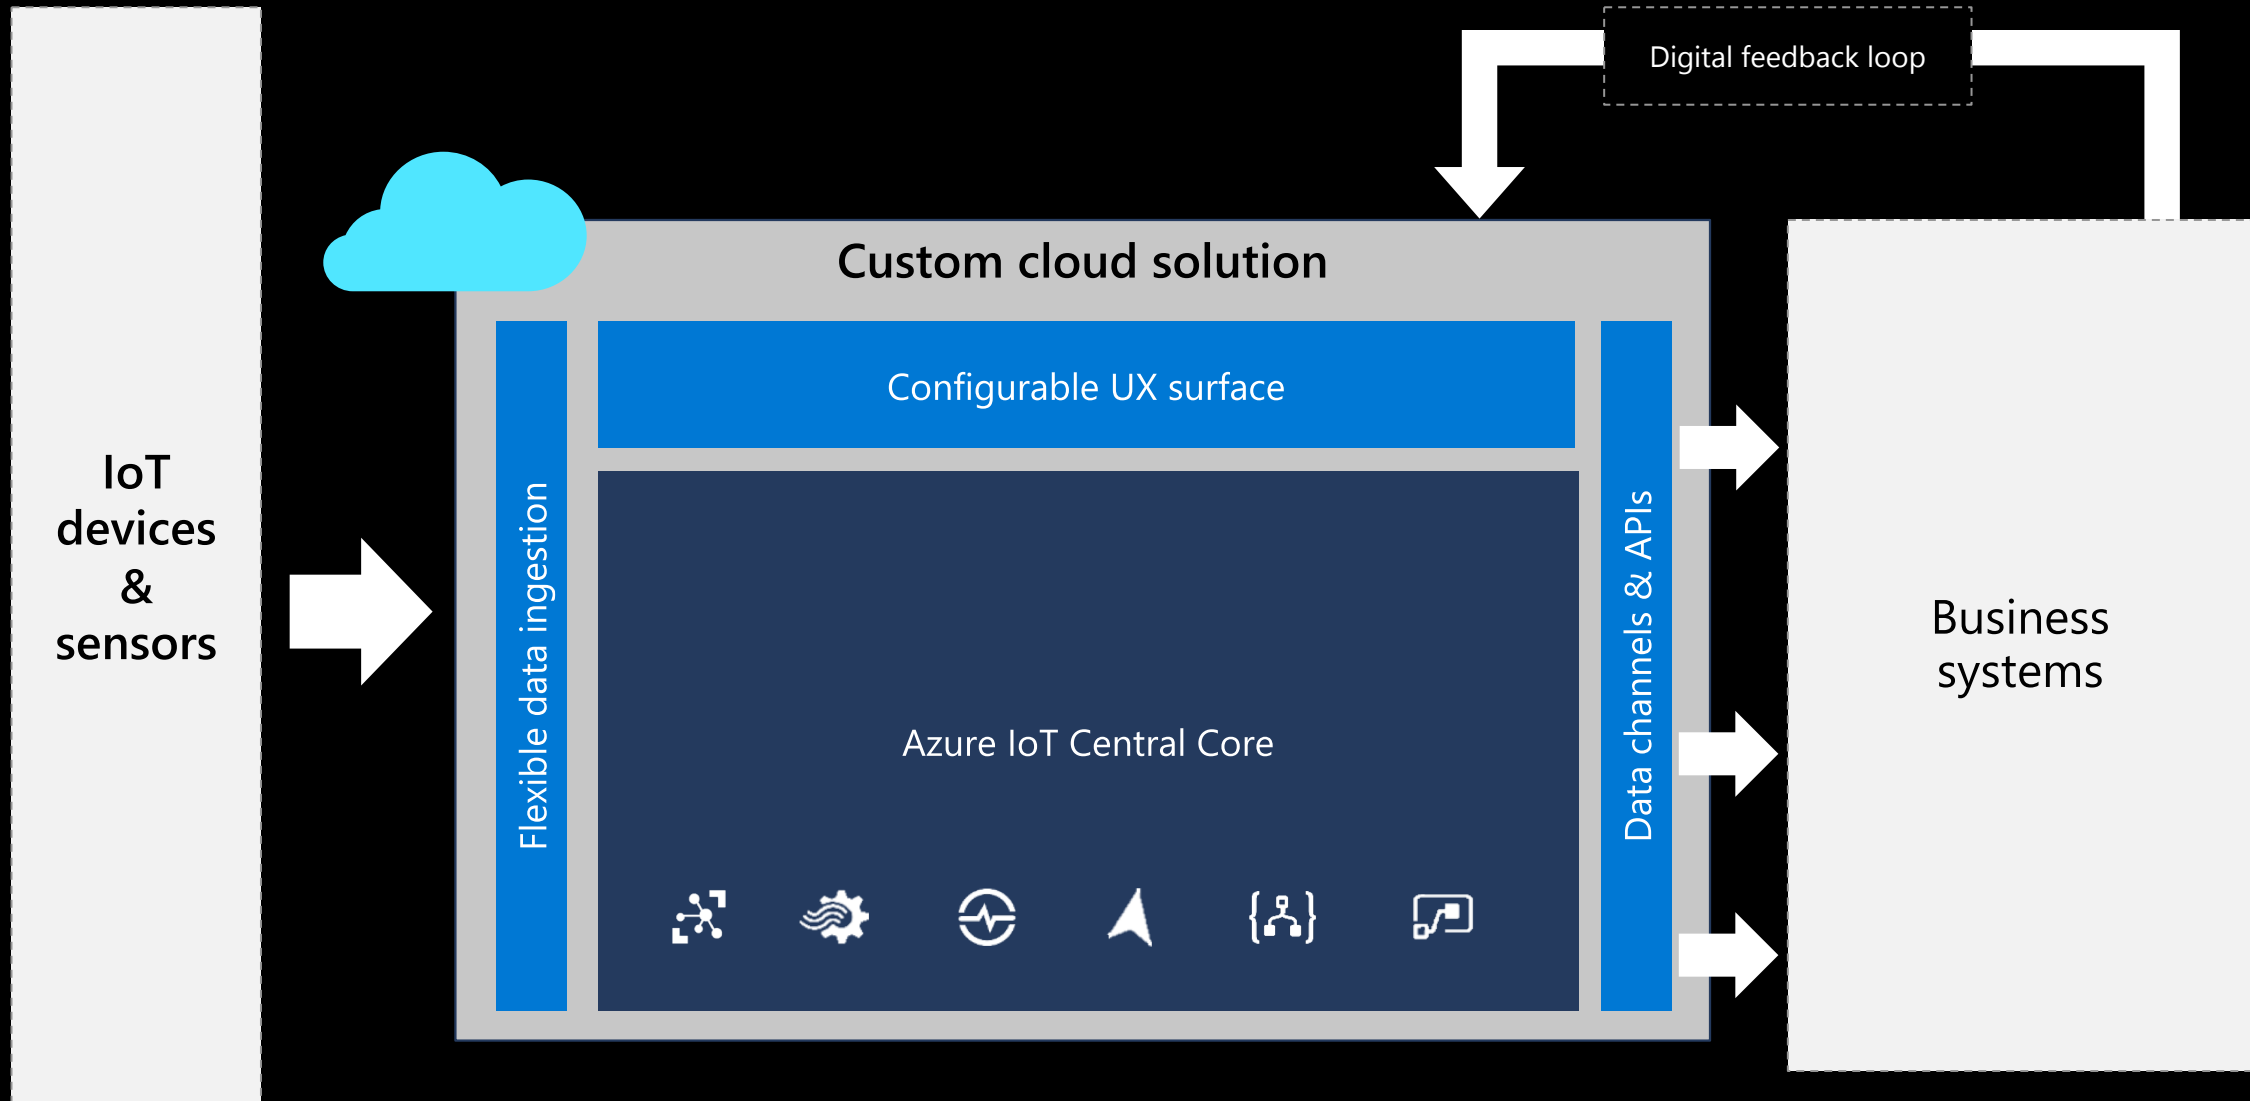 Digital feedback loop
Custom cloud solution
IoT
devices
&
sensors
Flexible data ingestion
Configurable UX surface
Azure IoT Central Core
Data channels & APIs
Business
systems